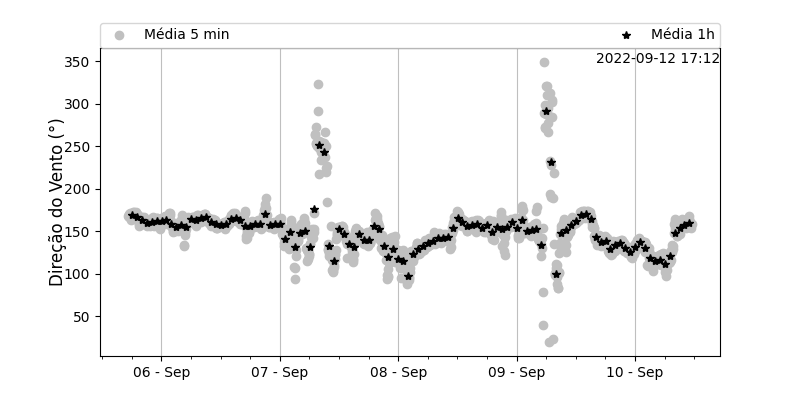 Média 5 min
Média 1h
2022-09-12 17:12
Direção do Vento (°)
350
300
250
200
150
100
50
06 - Sep
07 - Sep
08 - Sep
09 - Sep
10 - Sep